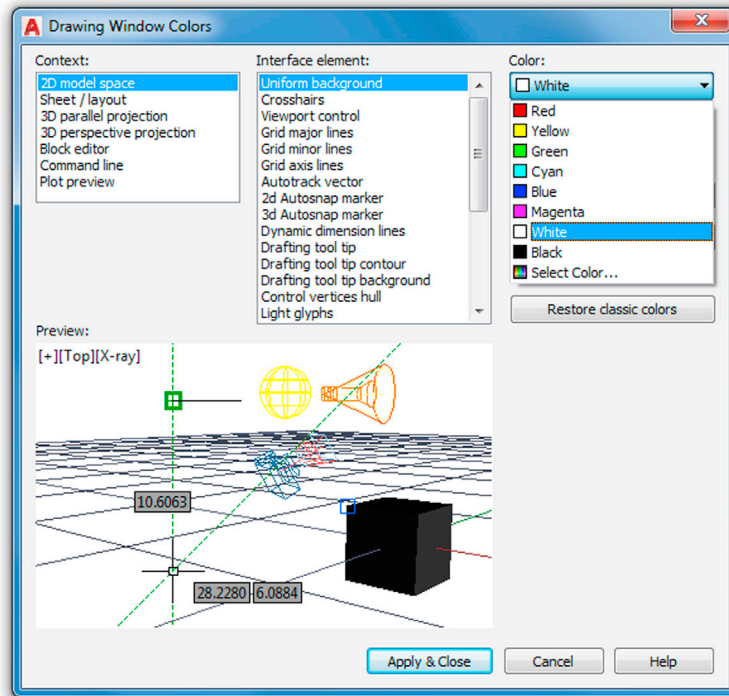 Drawing Window Colors
Context:
2D model space
Sheet / layout
3D parallel projection
3D perspective projection
Block editor
Command line
Plot preview
Interface element:
Uniform background
Crosshairs
Viewport control
Grid major lines
Grid minor lines
Grid axis lines
Autotrack vector
2d Autosnap marker
3d Autosnap marker
Dynamic dimension lines
Drafting tool tip
Drafting tool tip contour
Drafting tool tip background
Control vertices hull
Light glyphs
Color:
White
Red
Yellow
Green
Cyan
Blue
Magenta
White
Black
Select Color...
Restore classic colors
Preview:
[+][Top][X-ray]
10.6063
28.2280 6.0884
Apply & Close
Cancel
Help